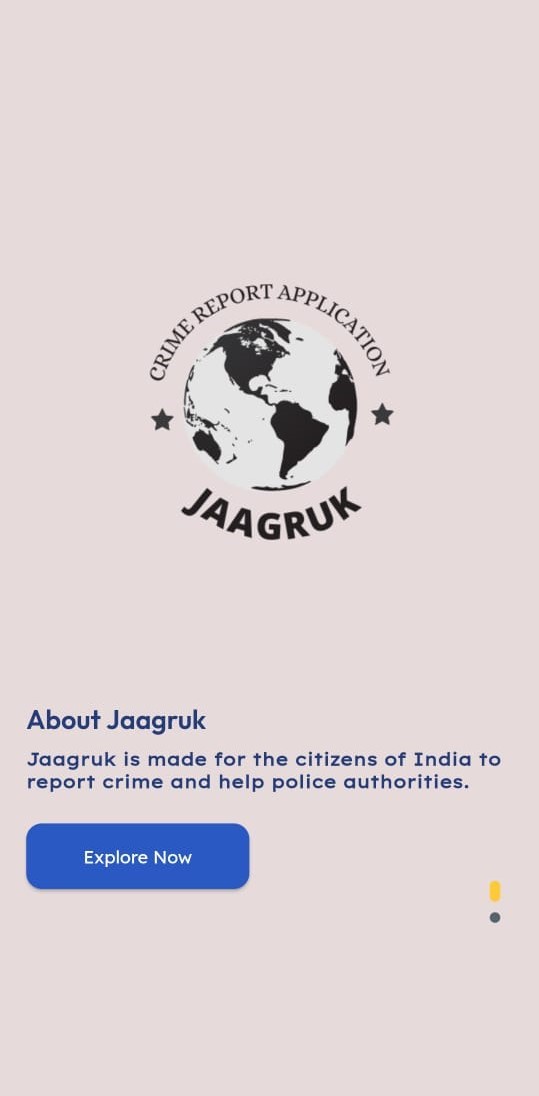 CRIME REPORT APPLICATION
JAAGRUK
About Jaagruk
Jaagruk is made for the citizens of India to
report crime and help police authorities.
Explore Now